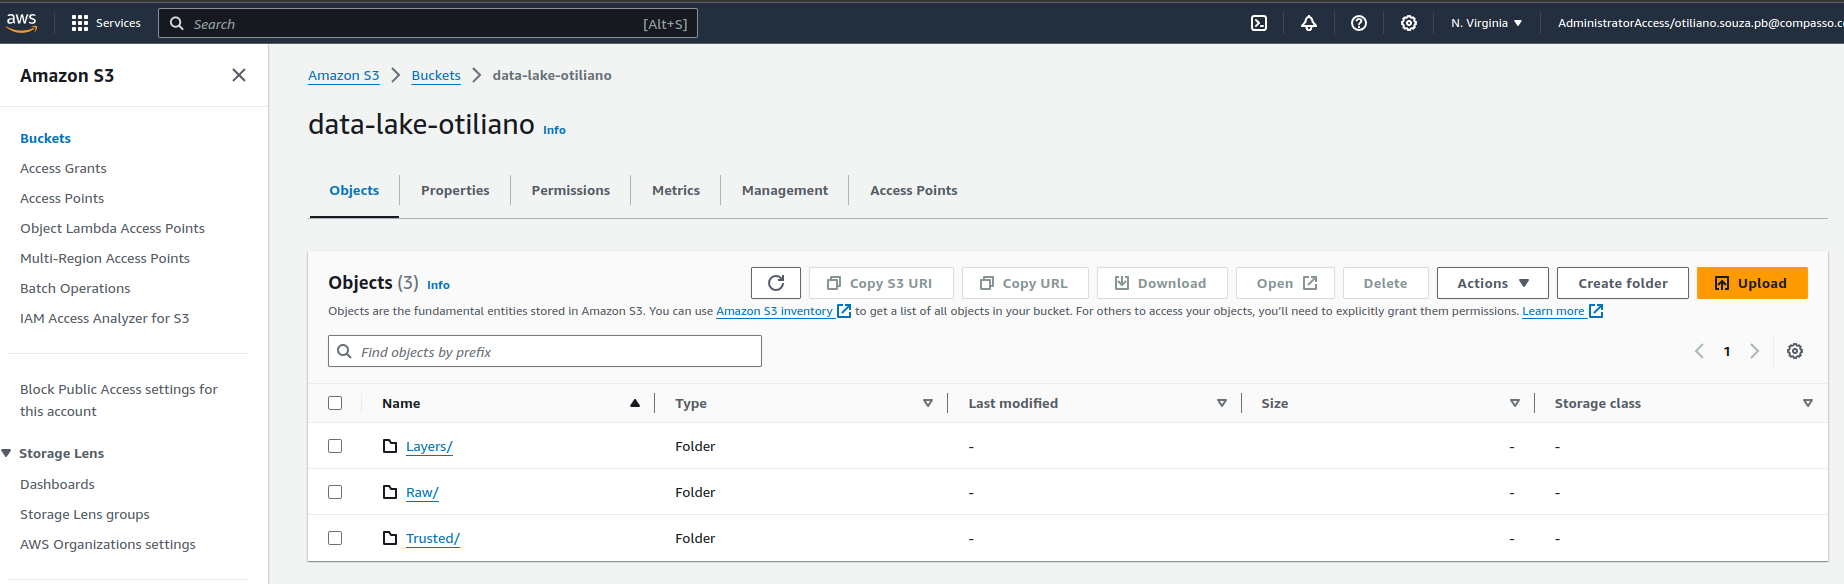 aws Services Search [Alt+S] N. Virginia AdministratorAccess/otiliano.souza.pb@compasso.c
Amazon S3
Buckets
Access Grants
Access Points
Object Lambda Access Points
Multi-Region Access Points
Batch Operations
IAM Access Analyzer for S3
Block Public Access settings for
this account
Storage Lens
Dashboards
Storage Lens groups
AWS Organizations settings
Amazon S3 Buckets data-lake-otiliano
data-lake-otiliano Info
Objects Properties Permissions Metrics Management Access Points
Objects (3) Info Copy S3 URI Copy URL Download Open Delete Actions Create folder Upload
Objects are the fundamental entities stored in Amazon S3. You can use Amazon S3 inventory to get a list of all objects in your bucket. For others to access your objects, you’ll need to explicitly grant them permissions. Learn more
Find objects by prefix 1
Name Type Last modified Size Storage class
Layers/ Folder - - -
Raw/ Folder - - -
Trusted/ Folder - - -